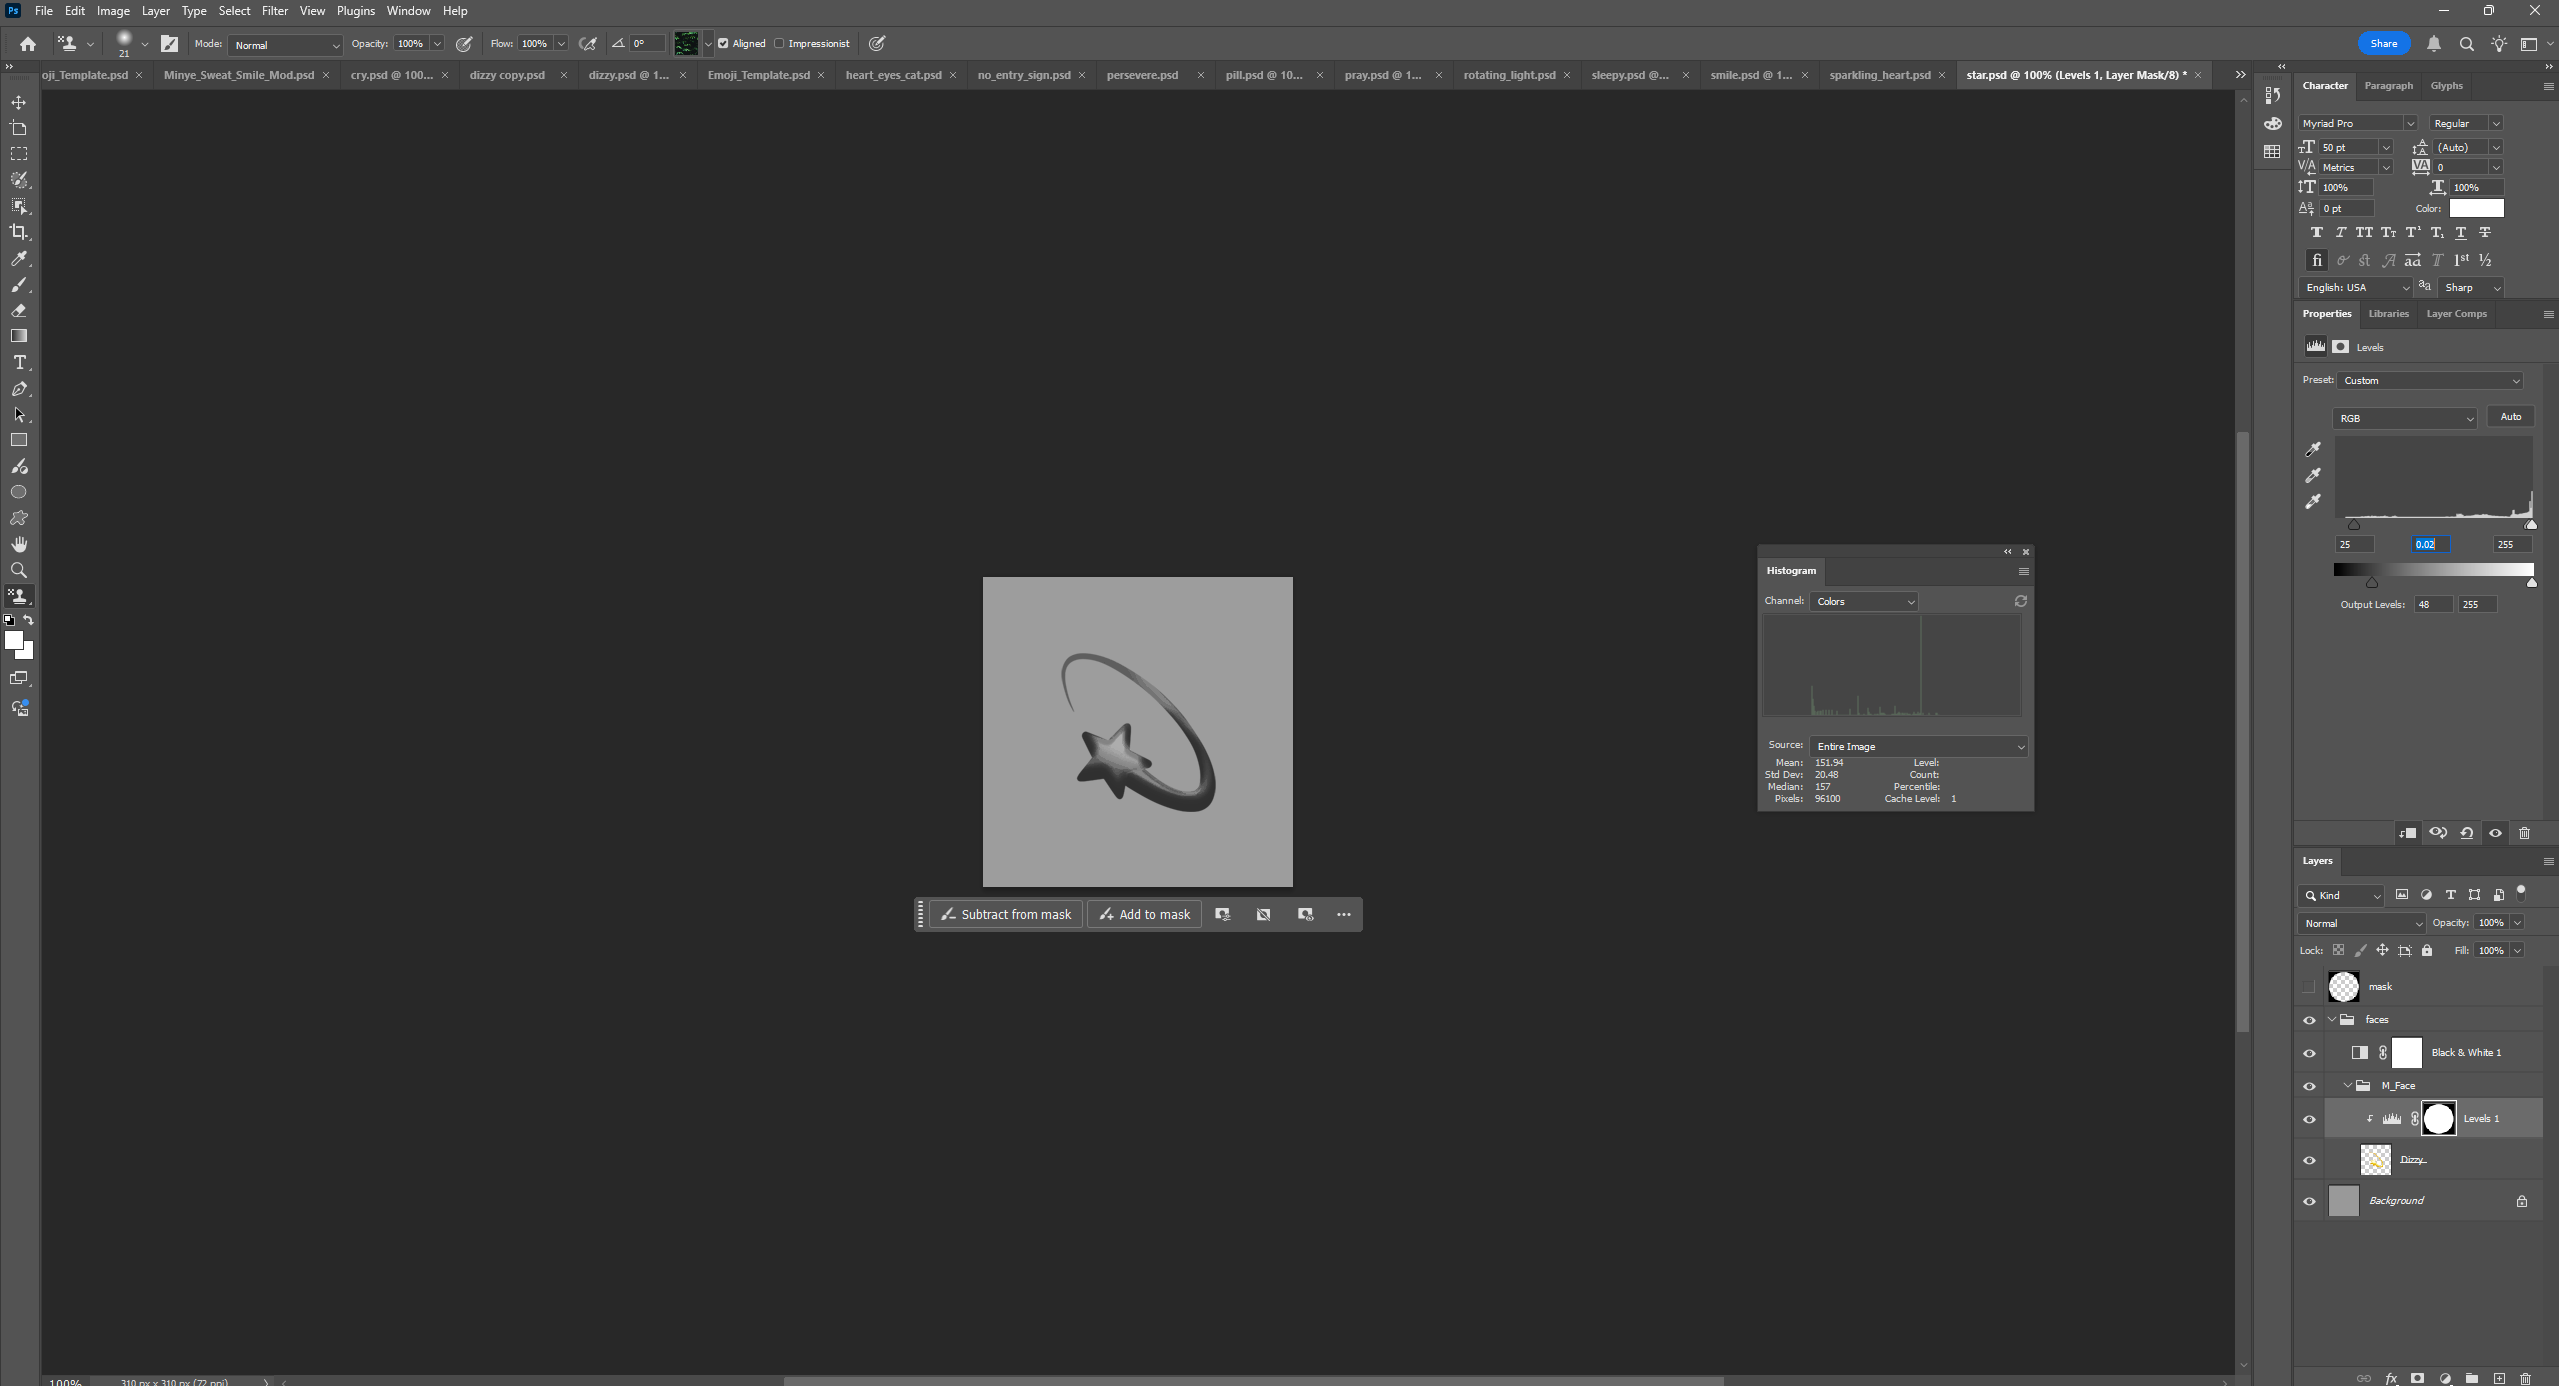 Ps File Edit Image Layer Type Select Filter View Plugins Window Help
21 Mode: Normal Opacity: 100% Flow: 100% 0° Aligned Impressionist Share
oji_Template.psd Minye_Sweat_Smile_Mod.psd cry.psd @ 100... dizzy copy.psd dizzy.psd @ 1... Emoji_Template.psd heart_eyes_cat.psd no_entry_sign.psd persevere.psd pill.psd @ 10... pray.psd @ 1... rotating_light.psd sleepy.psd @... smile.psd @ 1... sparkling_heart.psd star.psd @ 100% (Levels 1, Layer Mask/8) *
Character Paragraph Glyphs
Myriad Pro Regular
50 pt (Auto)
Metrics 0
100% 100%
0 pt Color:
English: USA Sharp
Properties Libraries Layer Comps
Levels
Preset: Custom
RGB Auto
25 0.02 255
Output Levels: 48 255
Histogram
Channel: Colors
Source: Entire Image
Mean: 151.94 Level:
Std Dev: 20.48 Count:
Median: 157 Percentile:
Pixels: 96100 Cache Level: 1
Subtract from mask Add to mask
Layers
Kind
Normal Opacity: 100%
Lock: Fill: 100%
mask
faces
Black & White 1
M_Face
Levels 1
Dizzy
Background
100% 310 px x 310 px (72 ppi)